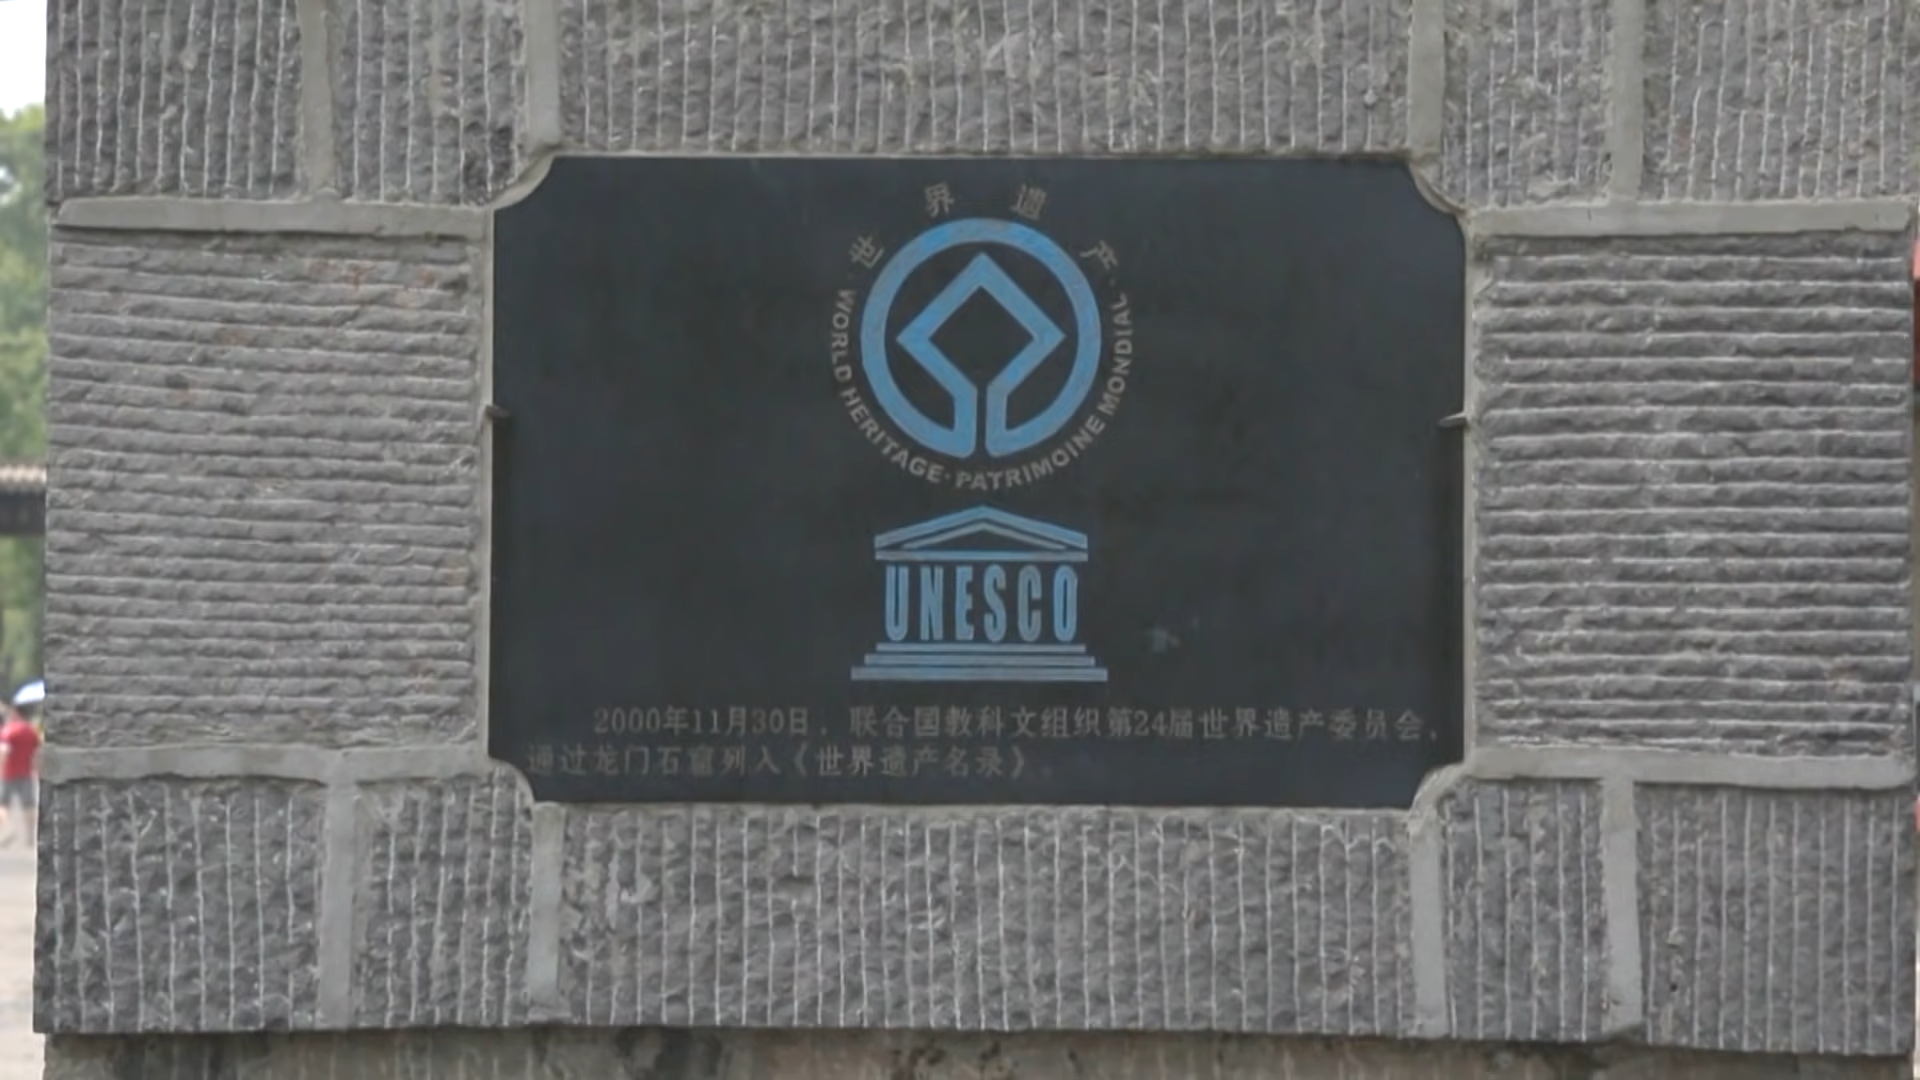 世界遗产
· WORLD HERITAGE · PATRIMOINE MONDIAL ·
UNESCO
2000年11月30日，联合国教科文组织第24届世界遗产委员会，
通过龙门石窟列入《世界遗产名录》。